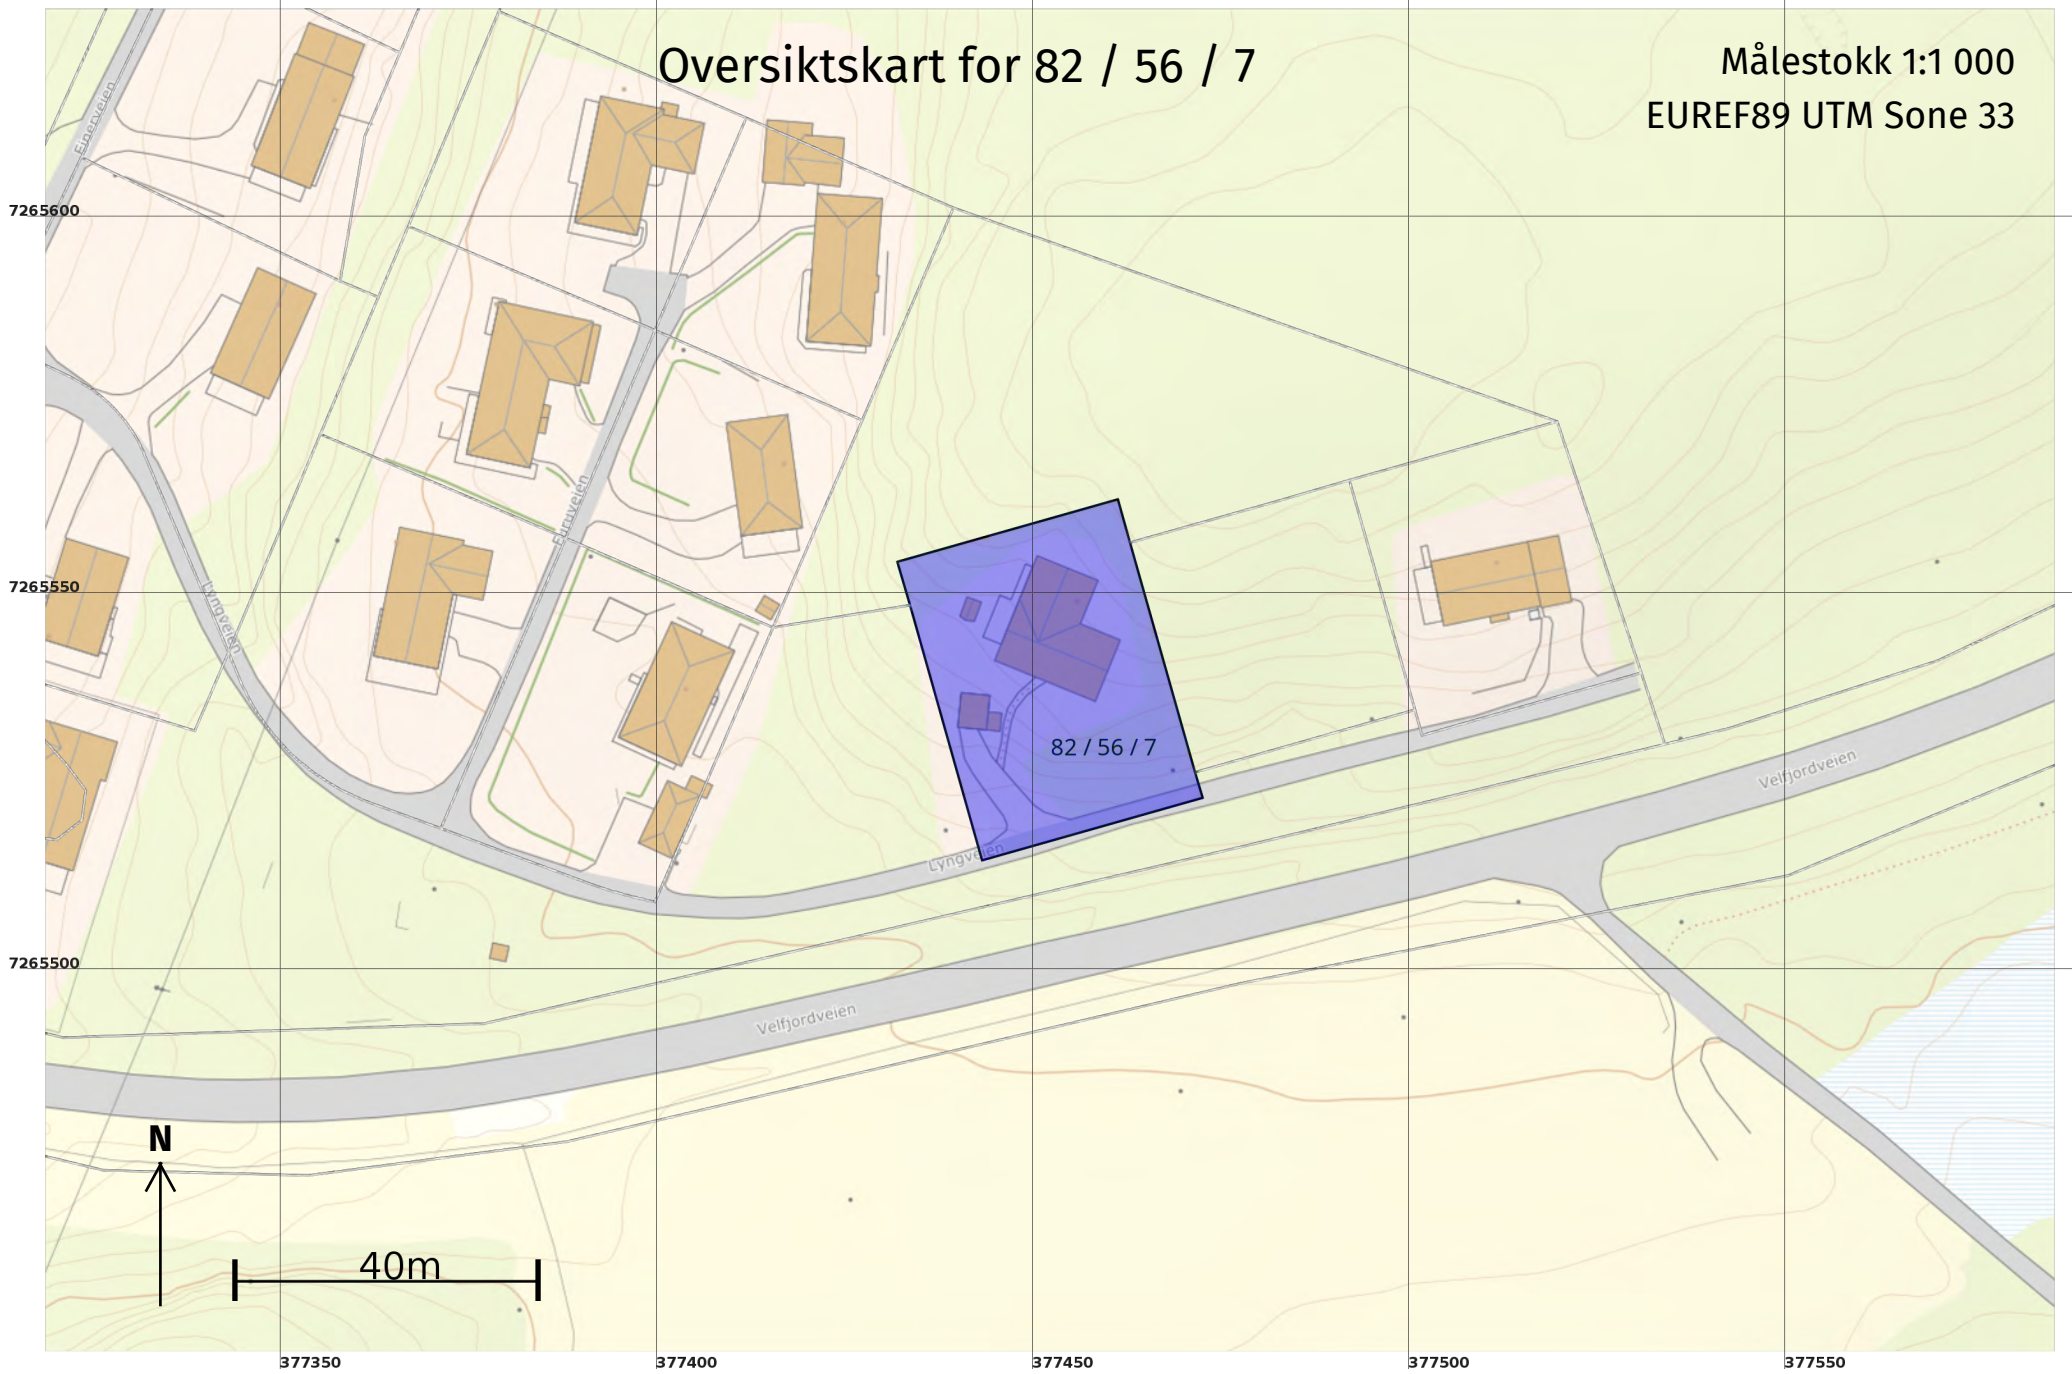 Oversiktskart for 82 / 56 / 7
Målestokk 1:1 000
EUREF89 UTM Sone 33
Einerveien
7265600
Furuveien
7265550
Lyngveien
82 / 56 / 7
Velfjordveien
Lyngveien
7265500
Velfjordveien
N
40m
377350
377400
377450
377500
377550